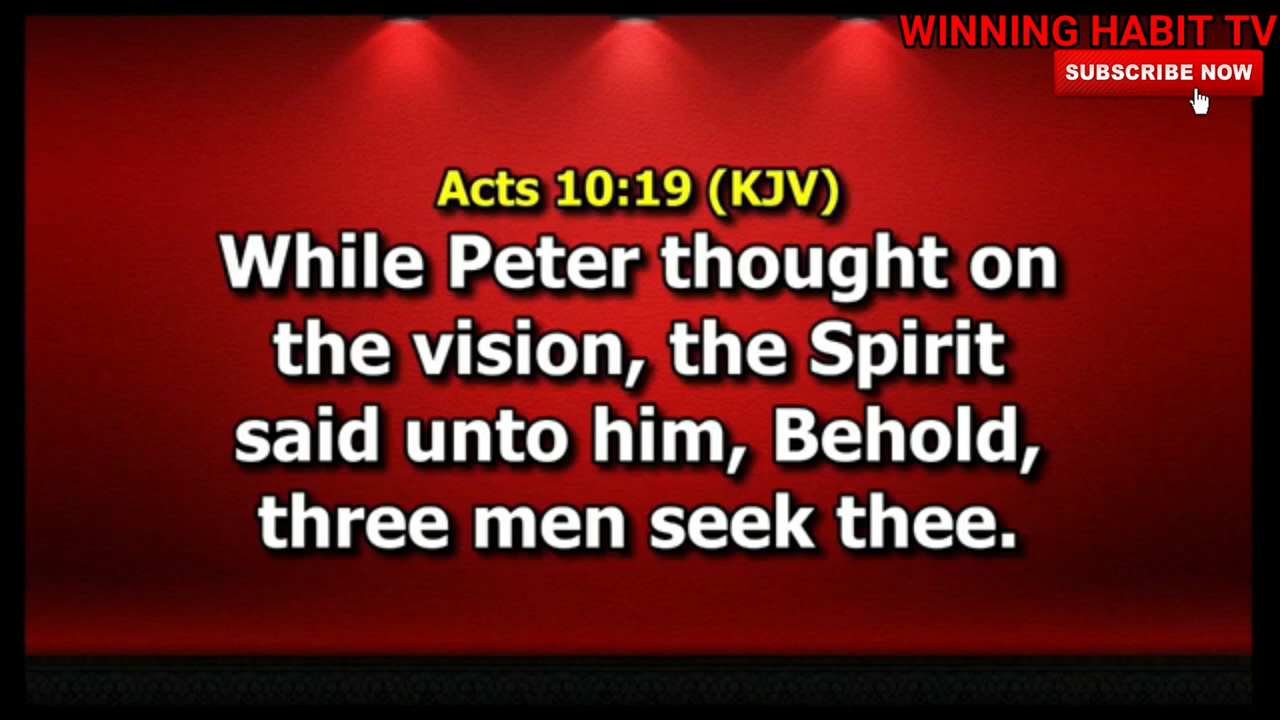 WINNING HABIT TV
SUBSCRIBE NOW
Acts 10:19 (KJV)
While Peter thought on
the vision, the Spirit
said unto him, Behold,
three men seek thee.